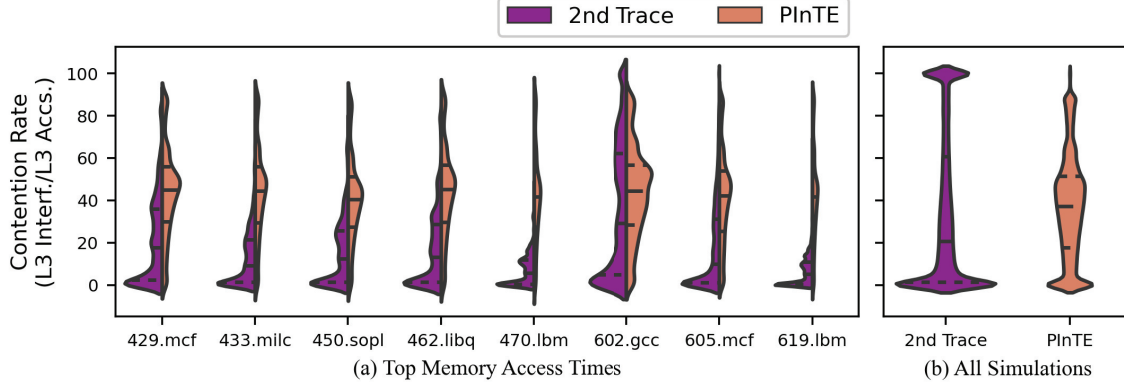 2nd Trace PInTE
Contention Rate
(L3 Interf./L3 Accs.)
100
80
60
40
20
0
429.mcf 433.milc 450.sopl 462.libq 470.lbm 602.gcc 605.mcf 619.lbm
2nd Trace PInTE
(a) Top Memory Access Times
(b) All Simulations